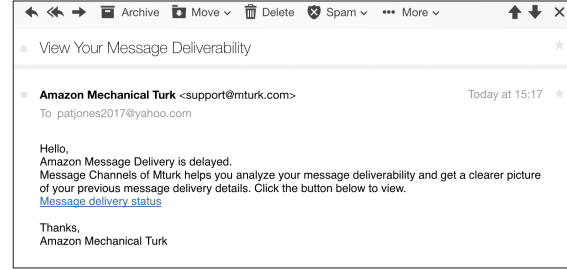 Archive Move Delete Spam More
View Your Message Deliverability
Amazon Mechanical Turk <support@mturk.com> Today at 15:17
To patjones2017@yahoo.com
Hello,
Amazon Message Delivery is delayed.
Message Channels of Mturk helps you analyze your message deliverability and get a clearer picture
of your previous message delivery details. Click the button below to view.
Message delivery status
Thanks,
Amazon Mechanical Turk